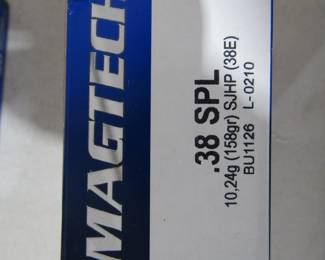 MAGTECH
.38 SPL
10,24g (158gr) SJHP (38E)
BU1126 L-0210